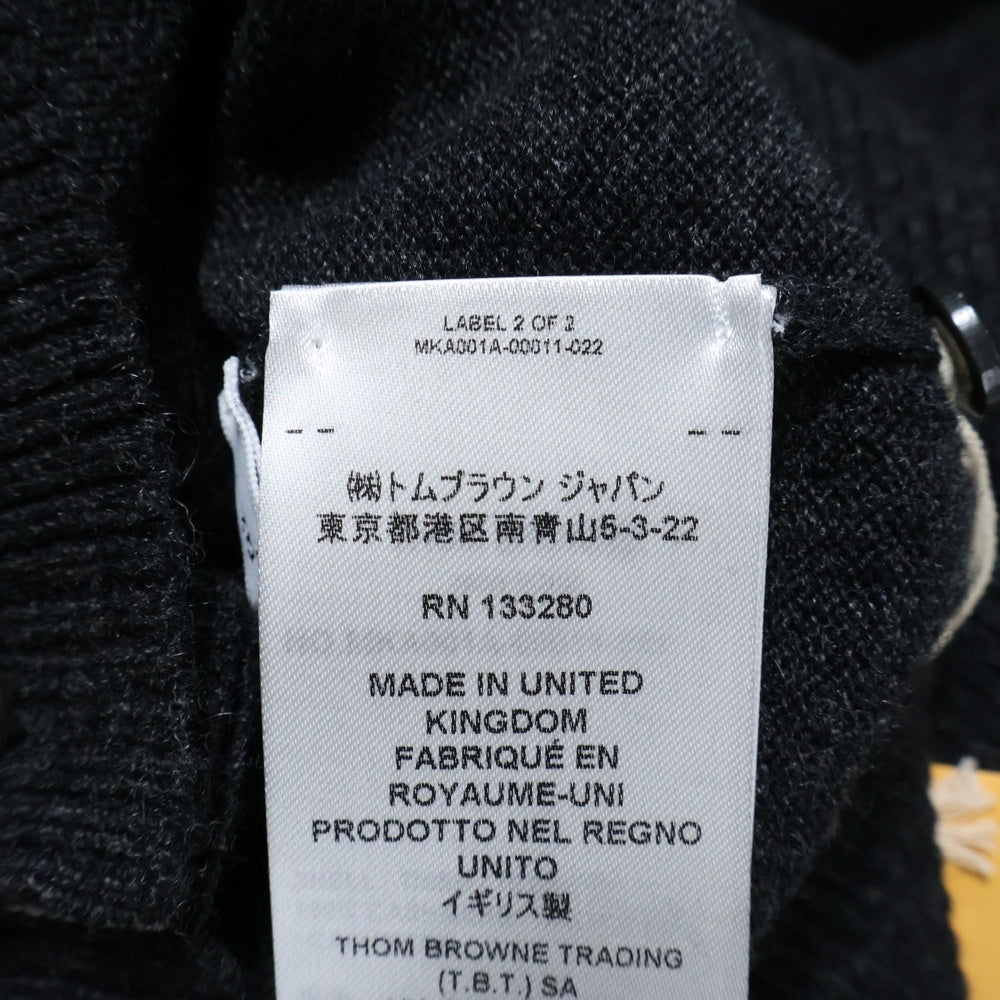 LABEL 2 OF 2
MKA001A-00011-022
㈱トムブラウン ジャパン
東京都港区南青山5-3-22
RN 133280
MADE IN UNITED
KINGDOM
FABRIQUÉ EN
ROYAUME-UNI
PRODOTTO NEL REGNO
UNITO
イギリス製
THOM BROWNE TRADING
(T.B.T.) SA